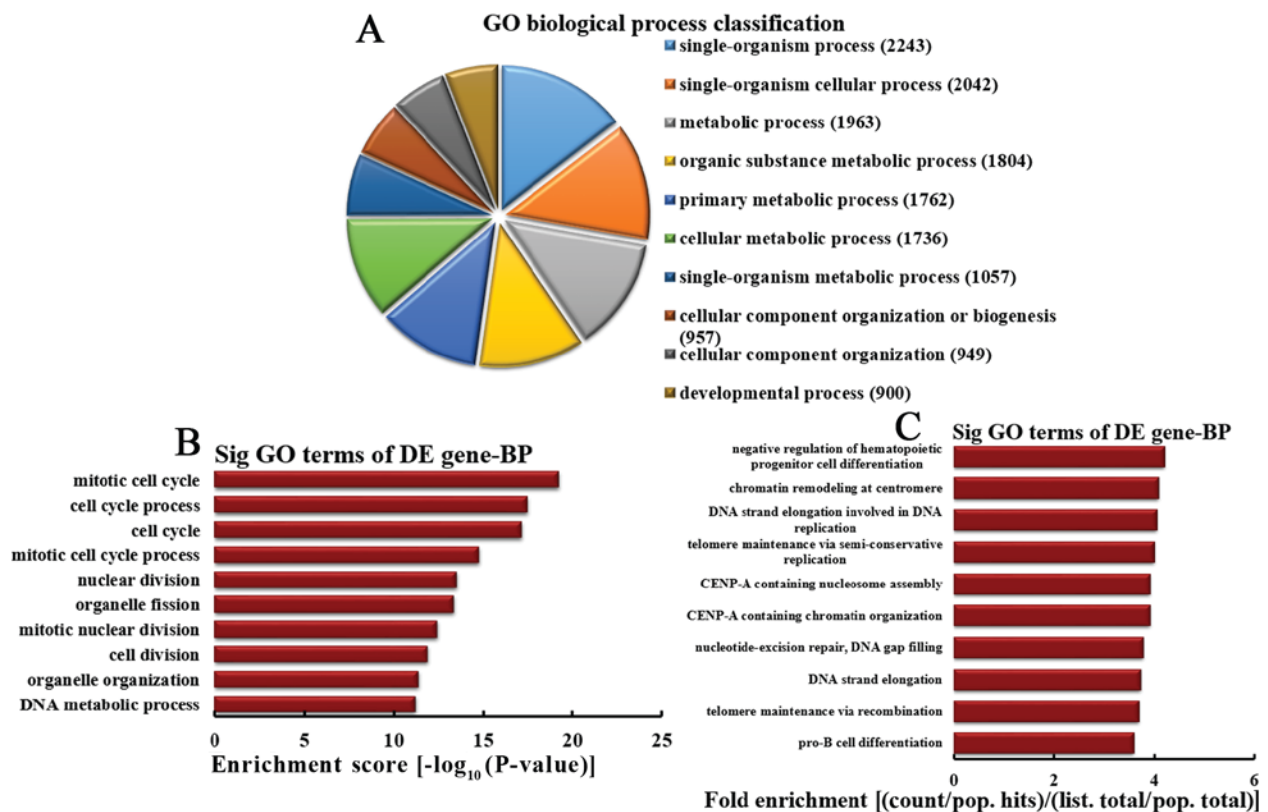 A
GO biological process classification
single-organism process (2243)
single-organism cellular process (2042)
metabolic process (1963)
organic substance metabolic process (1804)
primary metabolic process (1762)
cellular metabolic process (1736)
single-organism metabolic process (1057)
cellular component organization or biogenesis
(957)
cellular component organization (949)
developmental process (900)
B
Sig GO terms of DE gene-BP
mitotic cell cycle
cell cycle process
cell cycle
mitotic cell cycle process
nuclear division
organelle fission
mitotic nuclear division
cell division
organelle organization
DNA metabolic process
0 5 10 15 20 25
Enrichment score [-log10 (P-value)]
C
Sig GO terms of DE gene-BP
negative regulation of hematopoietic
progenitor cell differentiation
chromatin remodeling at centromere
DNA strand elongation involved in DNA
replication
telomere maintenance via semi-conservative
replication
CENP-A containing nucleosome assembly
CENP-A containing chromatin organization
nucleotide-excision repair, DNA gap filling
DNA strand elongation
telomere maintenance via recombination
pro-B cell differentiation
0 2 4 6
Fold enrichment [(count/pop. hits)/(list. total/pop. total)]